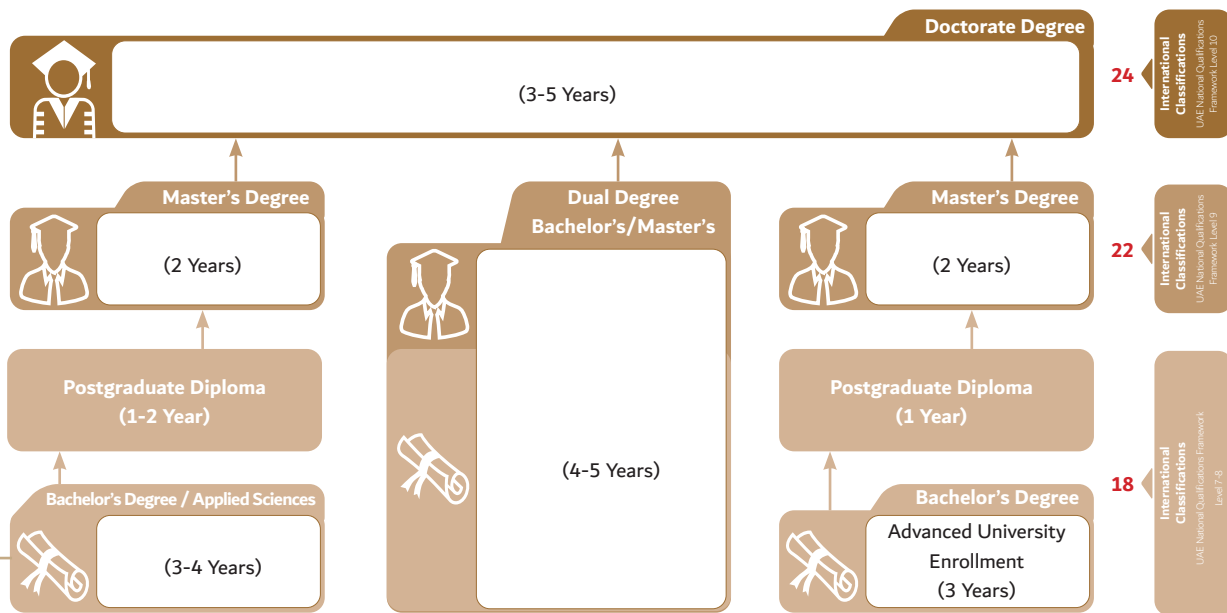 Doctorate Degree
(3-5 Years)
24
International
Classifications
UAE National Qualifications
Framework Level 10
Master's Degree
(2 Years)
Dual Degree
Bachelor's/Master's
(4-5 Years)
Master's Degree
(2 Years)
22
International
Classifications
UAE National Qualifications
Framework Level 9
Postgraduate Diploma
(1-2 Year)
Postgraduate Diploma
(1 Year)
18
International
Classifications
UAE National Qualifications Framework
Level 7-8
Bachelor's Degree / Applied Sciences
(3-4 Years)
Bachelor's Degree
Advanced University
Enrollment
(3 Years)